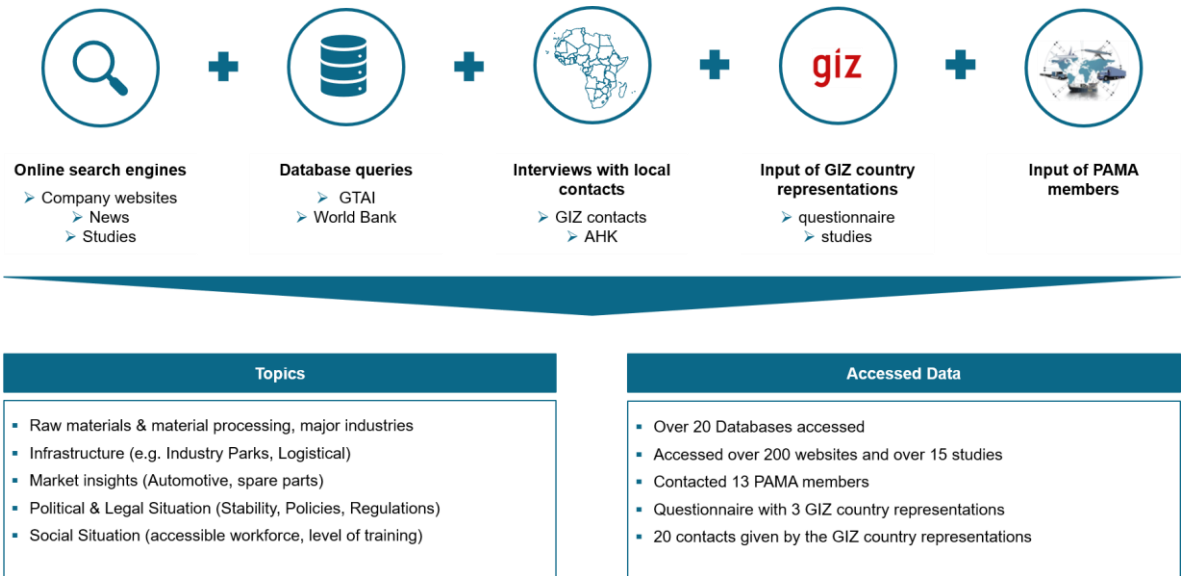 giz
Online search engines
➢ Company websites
➢ News
➢ Studies
Database queries
➢ GTAI
➢ World Bank
Interviews with local
contacts
➢ GIZ contacts
➢ AHK
Input of GIZ country
representations
➢ questionnaire
➢ studies
Input of PAMA
members
Topics
▪ Raw materials & material processing, major industries
▪ Infrastructure (e.g. Industry Parks, Logistical)
▪ Market insights (Automotive, spare parts)
▪ Political & Legal Situation (Stability, Policies, Regulations)
▪ Social Situation (accessible workforce, level of training)
Accessed Data
▪ Over 20 Databases accessed
▪ Accessed over 200 websites and over 15 studies
▪ Contacted 13 PAMA members
▪ Questionnaire with 3 GIZ country representations
▪ 20 contacts given by the GIZ country representations